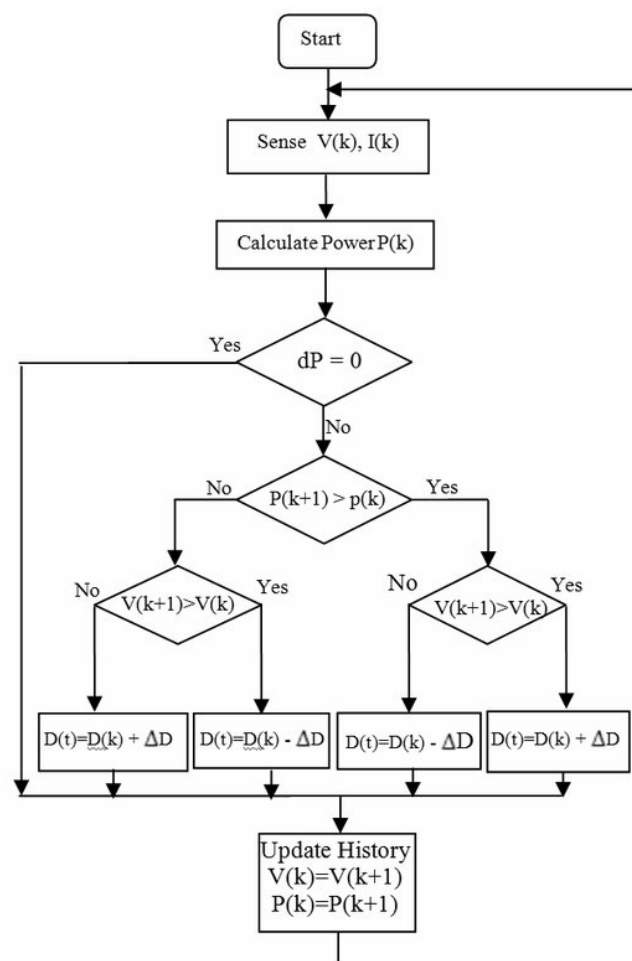 Start
Sense V(k), I(k)
Calculate Power P(k)
Yes
dP = 0
No
No
P(k+1) > p(k)
Yes
No
V(k+1)>V(k)
Yes
No
V(k+1)>V(k)
Yes
D(t)=D(k) + ΔD
D(t)=D(k) - ΔD
D(t)=D(k) - ΔD
D(t)=D(k) + ΔD
Update History
V(k)=V(k+1)
P(k)=P(k+1)